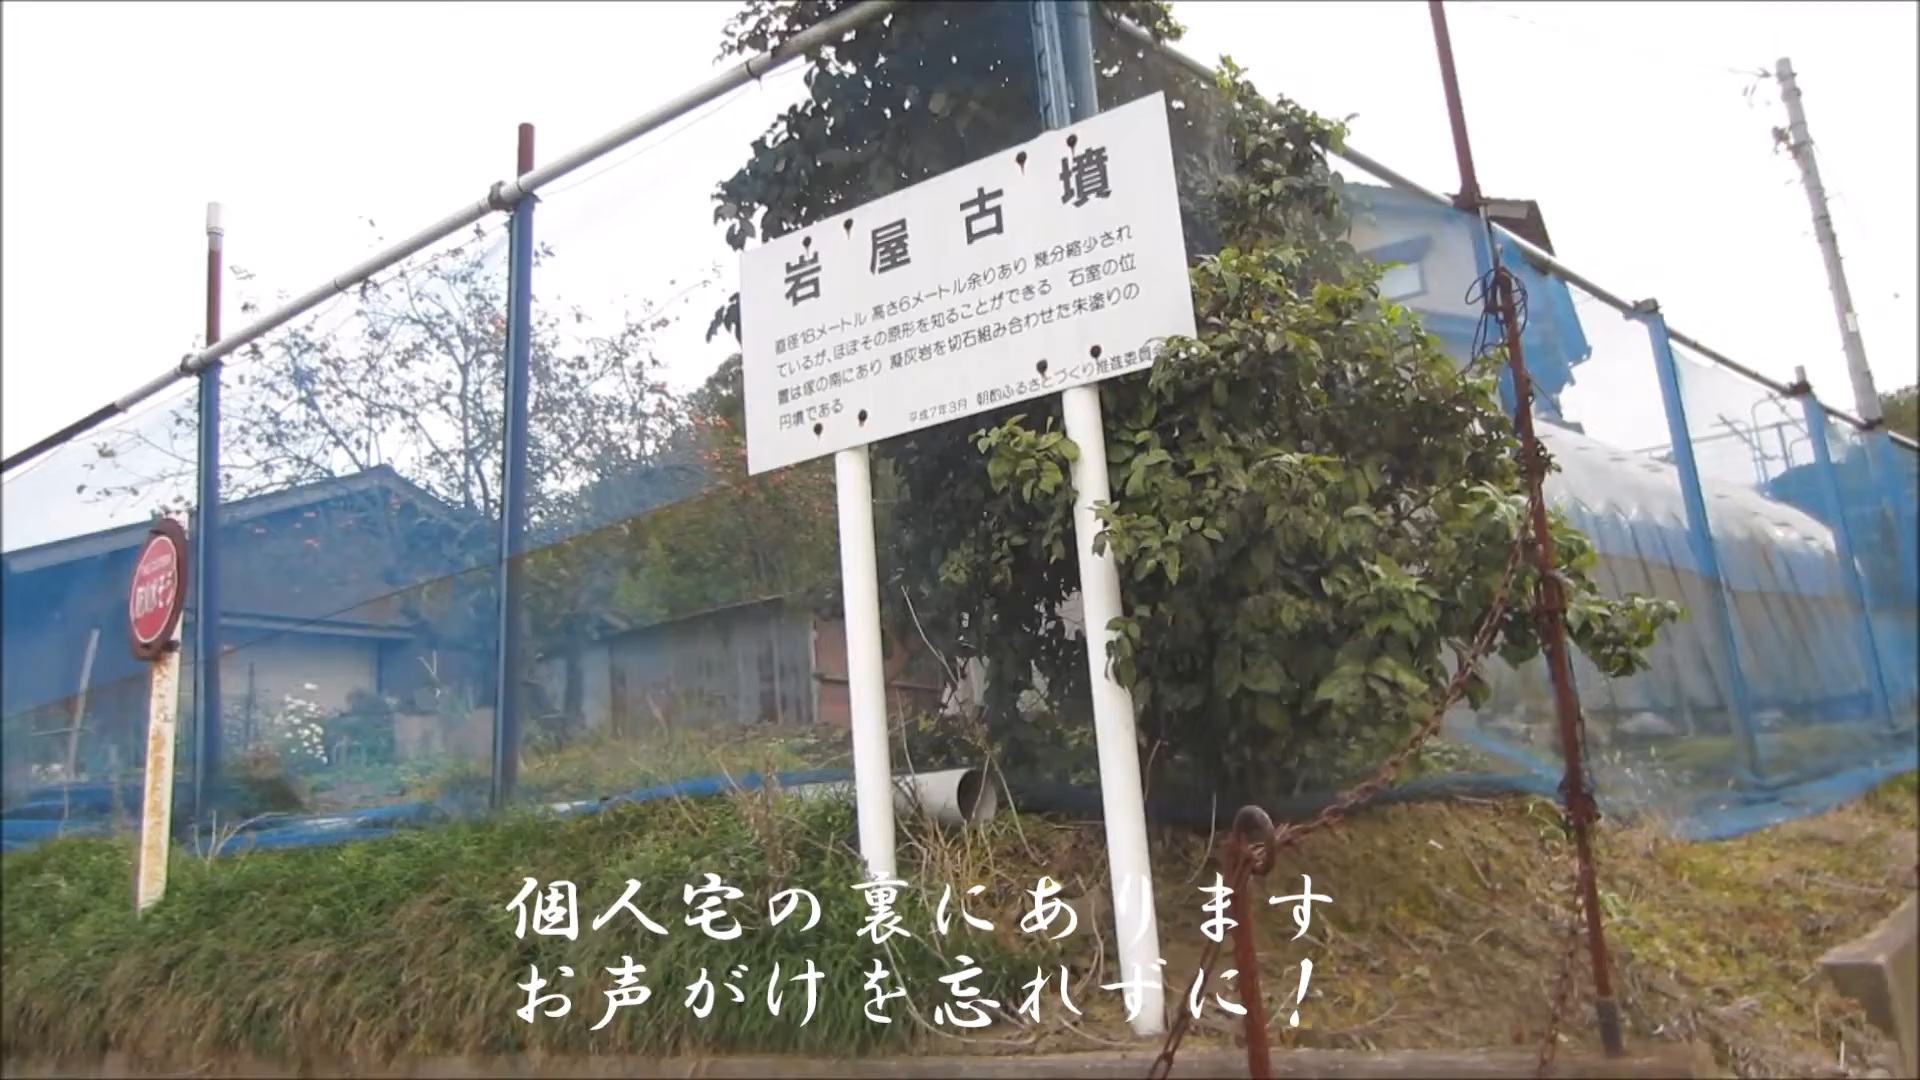 岩屋古墳
直径18メートル 高さ6メートル余りあり 幾分縮少され
ているが、ほぼその原形を知ることができる 石室の位
置は塚の南にあり 凝灰岩を切石組み合わせた朱塗りの
円墳である
平成7年3月 朝酌ふるさとづくり推進委員会
個人宅の裏にあります
お声がけを忘れずに！